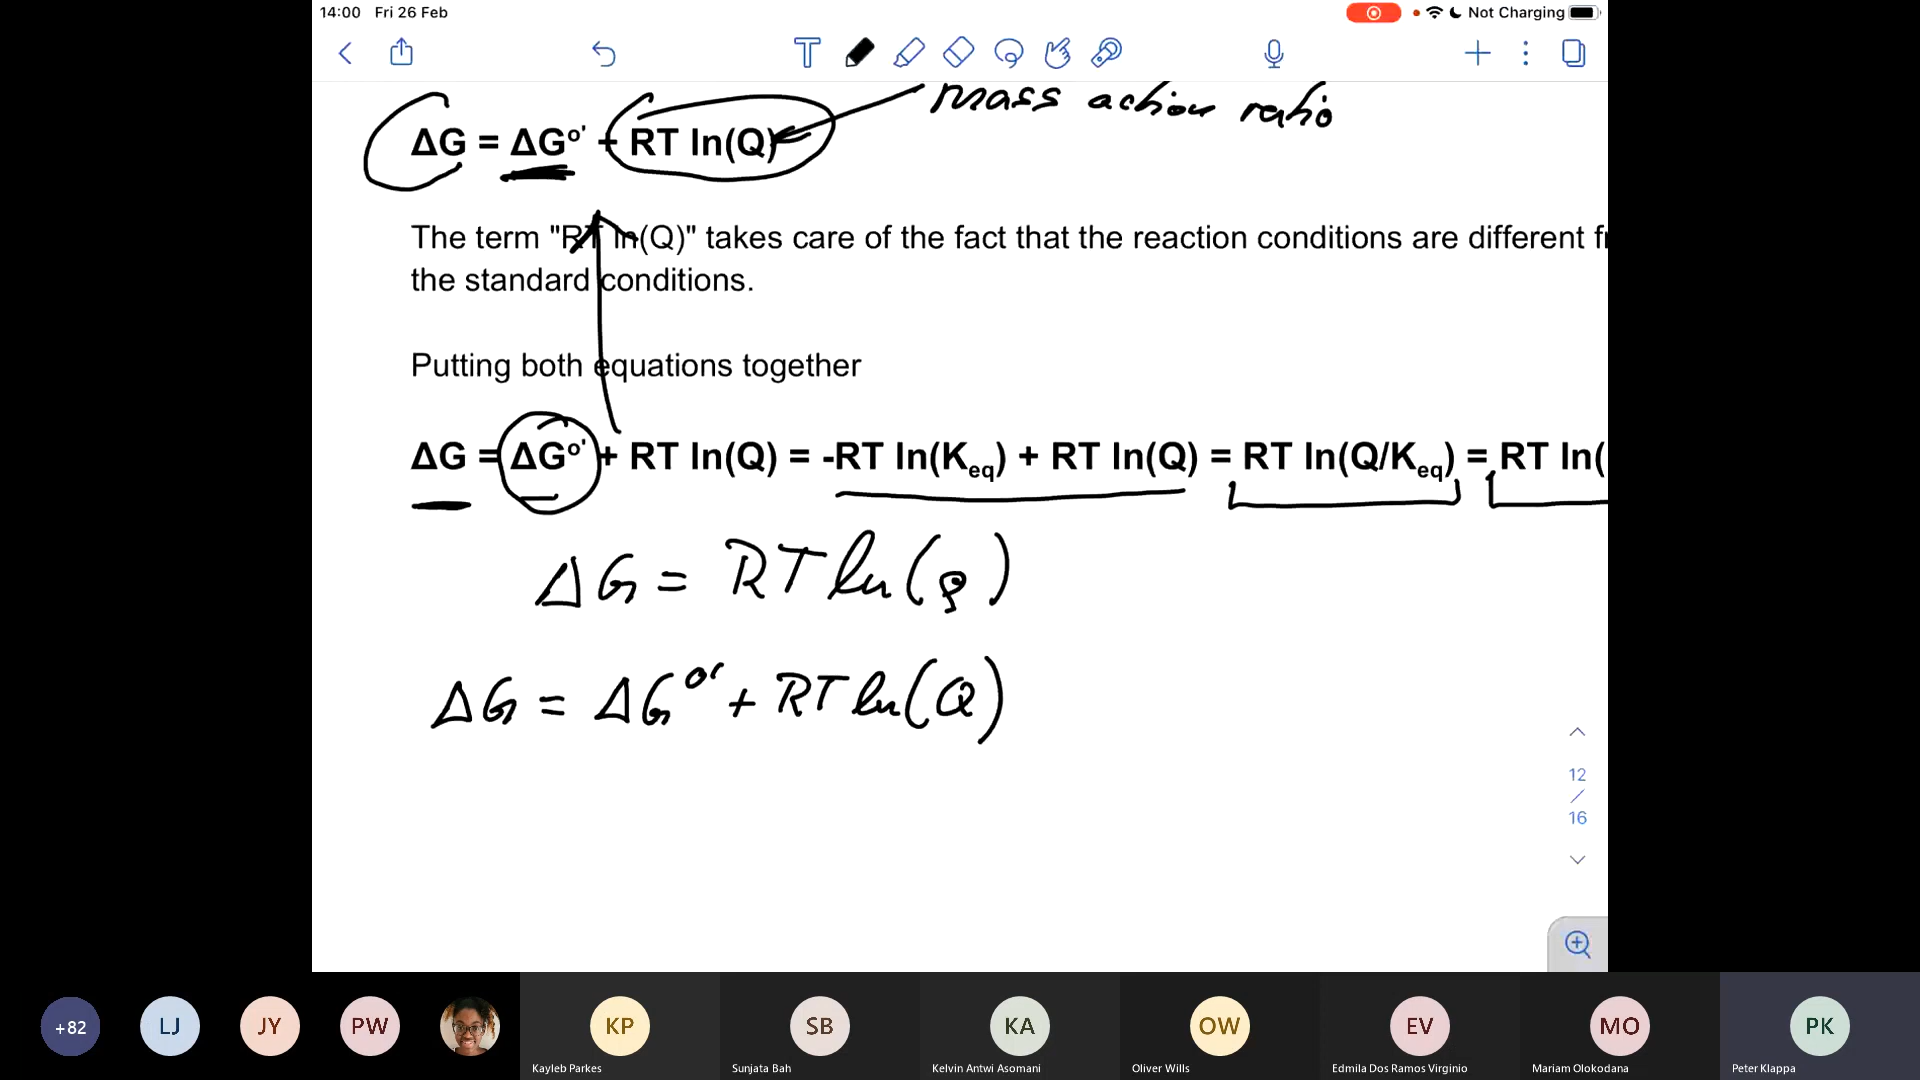 14:00 Fri 26 Feb
Not Charging
mass action ratio
ΔG = ΔG°' + RT ln(Q)
The term "RT ln(Q)" takes care of the fact that the reaction conditions are different
the standard conditions.
Putting both equations together
ΔG = ΔG°' + RT ln(Q) = -RT ln(Keq) + RT ln(Q) = RT ln(Q/Keq) = RT ln(
ΔG = RT ln(ρ)
ΔG = ΔG°' + RT ln(Q)
12
/
16
+82
LJ
JY
PW
KP
SB
KA
OW
EV
MO
PK
Kayleb Parkes
Sunjata Bah
Kelvin Antwi Asomani
Oliver Wills
Edmila Dos Ramos Virginio
Mariam Olokodana
Peter Klappa